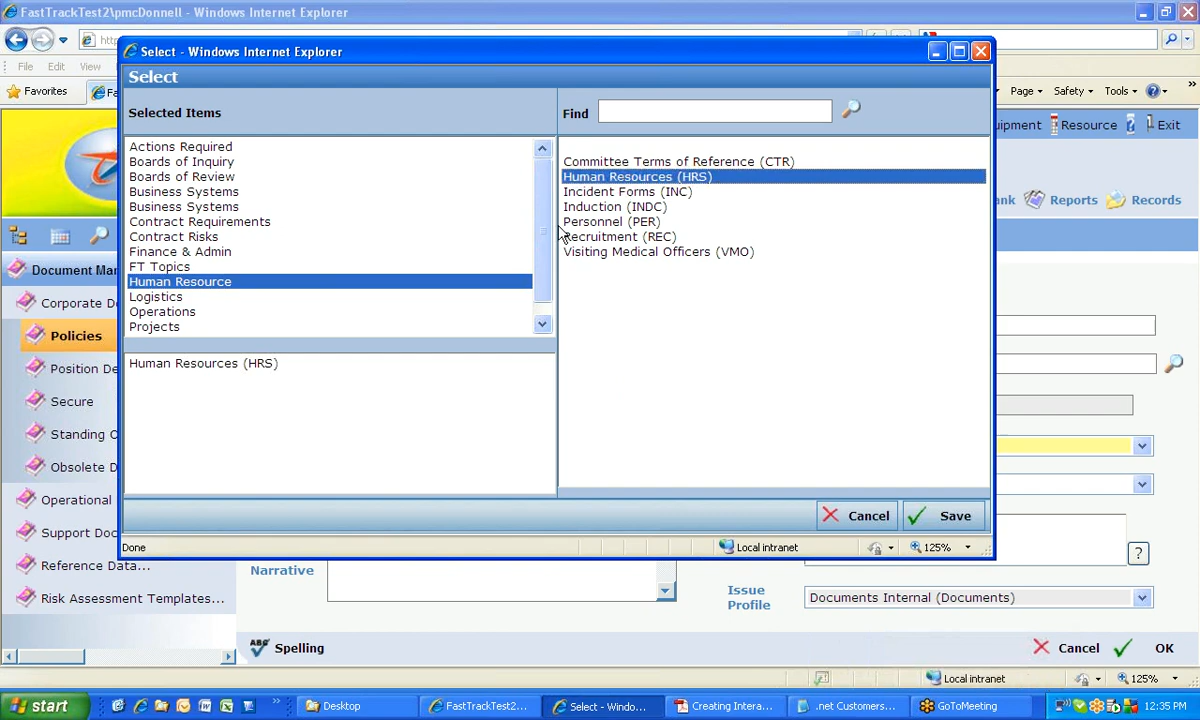 FastTrackTest2\pmcDonnell - Windows Internet Explorer
File Edit View
Favorites
Page Safety Tools
Select - Windows Internet Explorer
Select
Selected Items
Find
Actions Required
Boards of Inquiry
Boards of Review
Business Systems
Business Systems
Contract Requirements
Contract Risks
Finance & Admin
FT Topics
Human Resource
Logistics
Operations
Projects
Committee Terms of Reference (CTR)
Human Resources (HRS)
Incident Forms (INC)
Induction (INDC)
Personnel (PER)
Recruitment (REC)
Visiting Medical Officers (VMO)
Human Resources (HRS)
Cancel Save
Done Local intranet 125%
Resource Exit
Reports Records
Document Ma
Corporate D
Policies
Position De
Secure
Standing O
Obsolete D
Operational
Support Doc
Reference Data...
Risk Assessment Templates...
Narrative
?
Issue Profile
Documents Internal (Documents)
ABC Spelling
Cancel OK
Local intranet 125%
start Desktop FastTrackTest2... Select - Windo... Creating Intera... .net Customers... GoToMeeting 12:35 PM